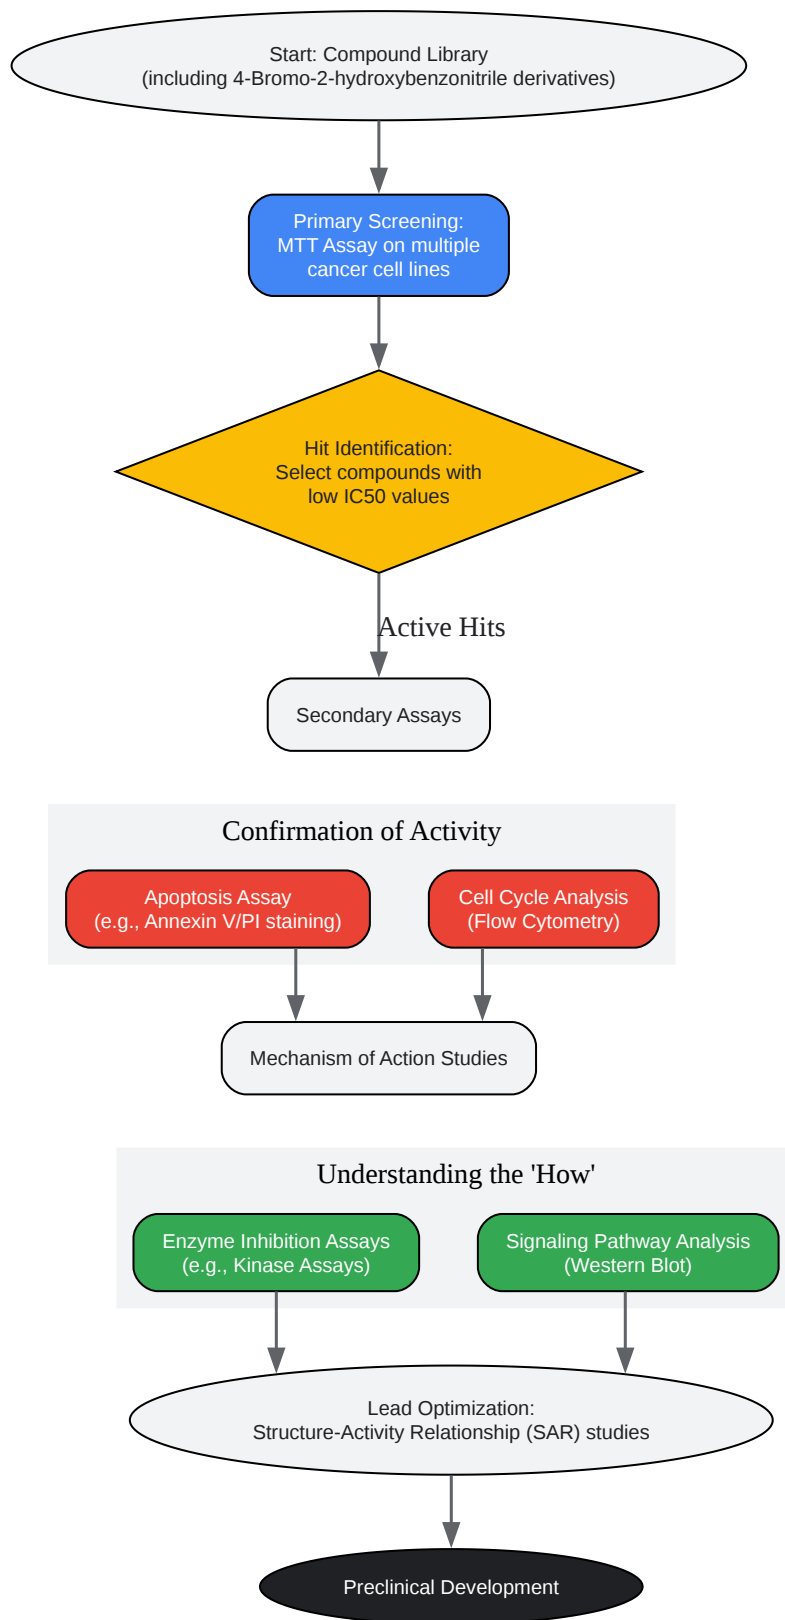 Start: Compound Library
(including 4-Bromo-2-hydroxybenzonitrile derivatives)
Primary Screening:
MTT Assay on multiple
cancer cell lines
Hit Identification:
Select compounds with
low IC50 values
Active Hits
Secondary Assays
Confirmation of Activity
Apoptosis Assay
(e.g., Annexin V/PI staining)
Cell Cycle Analysis
(Flow Cytometry)
Mechanism of Action Studies
Understanding the 'How'
Enzyme Inhibition Assays
(e.g., Kinase Assays)
Signaling Pathway Analysis
(Western Blot)
Lead Optimization:
Structure-Activity Relationship (SAR) studies
Preclinical Development